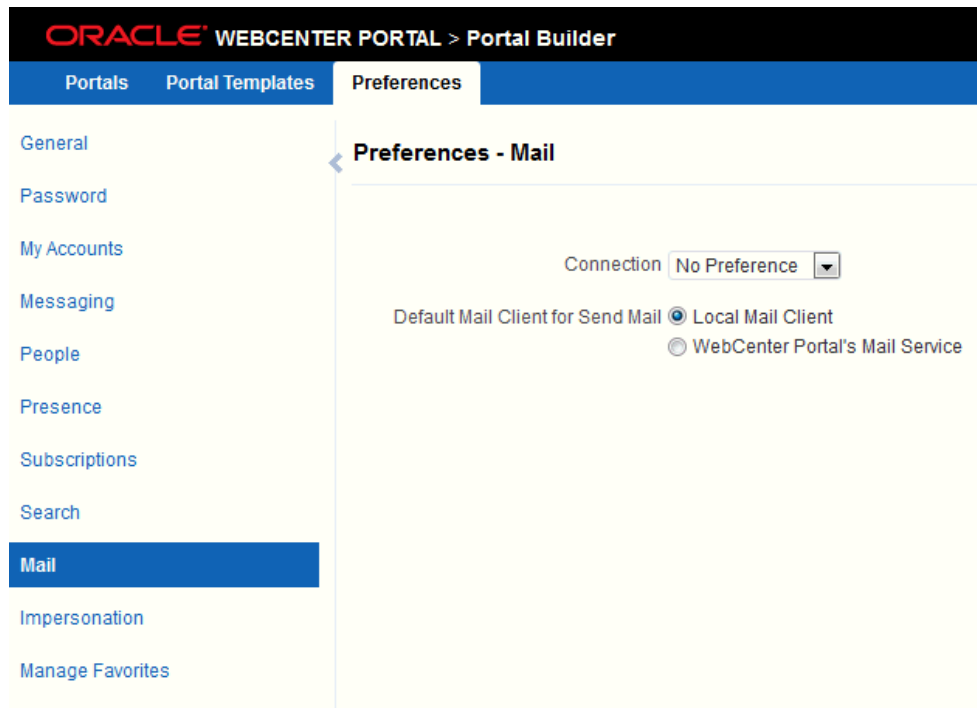 ORACLE WEBCENTER PORTAL > Portal Builder
Portals Portal Templates Preferences
General
Password
My Accounts
Messaging
People
Presence
Subscriptions
Search
Mail
Impersonation
Manage Favorites
Preferences - Mail
Connection No Preference
Default Mail Client for Send Mail Local Mail Client
WebCenter Portal's Mail Service